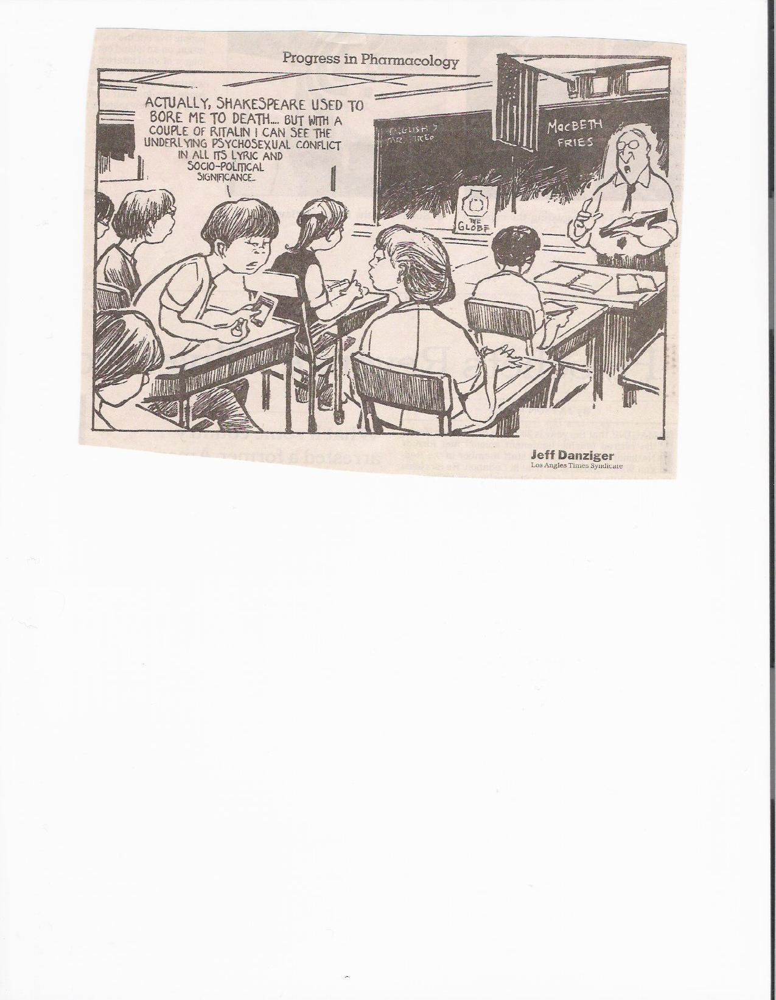 Progress in Pharmacology
ACTUALLY, SHAKESPEARE USED TO
BORE ME TO DEATH.... BUT WITH A
COUPLE OF RITALIN I CAN SEE THE
UNDERLYING PSYCHOSEXUAL CONFLICT
IN ALL ITS LYRIC AND
SOCIO-POLITICAL
SIGNIFICANCE..
ENGLISH 5
MR.
MACBETH
FRIES
THE
GLOBE
Jeff Danziger
Los Angles Times Syndicate